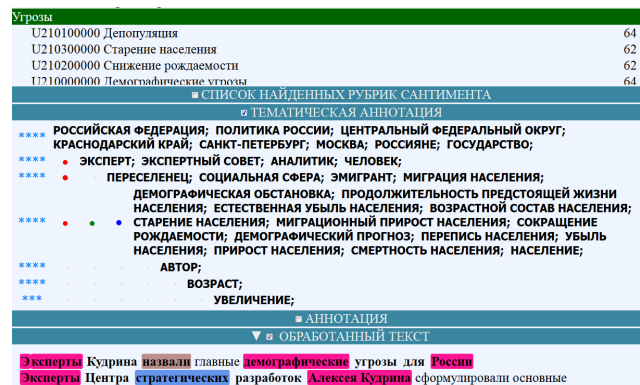 Угрозы
U210100000 Депопуляция 64
U210300000 Старение населения 62
U210200000 Снижение рождаемости 62
U210000000 Демографические угрозы 64
СПИСОК НАЙДЕННЫХ РУБРИК САНТИМЕНТА
ТЕМАТИЧЕСКАЯ АННОТАЦИЯ
**** РОССИЙСКАЯ ФЕДЕРАЦИЯ; ПОЛИТИКА РОССИИ; ЦЕНТРАЛЬНЫЙ ФЕДЕРАЛЬНЫЙ ОКРУГ;
КРАСНОДАРСКИЙ КРАЙ; САНКТ-ПЕТЕРБУРГ; МОСКВА; РОССИЯНЕ; ГОСУДАРСТВО;
**** ЭКСПЕРТ; ЭКСПЕРТНЫЙ СОВЕТ; АНАЛИТИК; ЧЕЛОВЕК;
**** ПЕРЕСЕЛЕНЕЦ; СОЦИАЛЬНАЯ СФЕРА; ЭМИГРАНТ; МИГРАЦИЯ НАСЕЛЕНИЯ;
ДЕМОГРАФИЧЕСКАЯ ОБСТАНОВКА; ПРОДОЛЖИТЕЛЬНОСТЬ ПРЕДСТОЯЩЕЙ ЖИЗНИ
НАСЕЛЕНИЯ; ЕСТЕСТВЕННАЯ УБЫЛЬ НАСЕЛЕНИЯ; ВОЗРАСТНОЙ СОСТАВ НАСЕЛЕНИЯ;
**** СТАРЕНИЕ НАСЕЛЕНИЯ; МИГРАЦИОННЫЙ ПРИРОСТ НАСЕЛЕНИЯ; СОКРАЩЕНИЕ
РОЖДАЕМОСТИ; ДЕМОГРАФИЧЕСКИЙ ПРОГНОЗ; ПЕРЕПИСЬ НАСЕЛЕНИЯ; УБЫЛЬ
НАСЕЛЕНИЯ; ПРИРОСТ НАСЕЛЕНИЯ; СМЕРТНОСТЬ НАСЕЛЕНИЯ; НАСЕЛЕНИЕ;
**** АВТОР;
**** ВОЗРАСТ;
*** УВЕЛИЧЕНИЕ;
АННОТАЦИЯ
ОБРАБОТАННЫЙ ТЕКСТ
Эксперты Кудрина назвали главные демографические угрозы для России
Эксперты Центра стратегических разработок Алексея Кудрина сформулировали основные